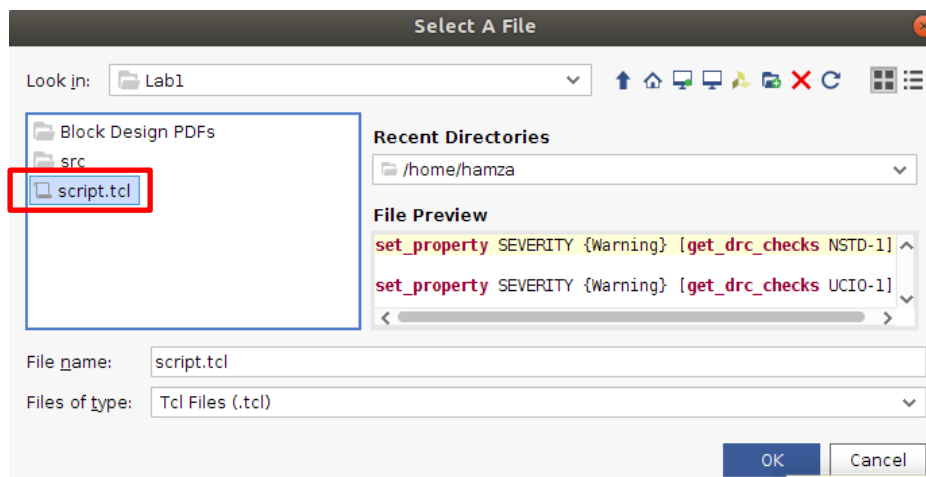 Select A File
Look in: Lab1
Block Design PDFs
src
script.tcl
Recent Directories
/home/hamza
File Preview
set_property SEVERITY {Warning} [get_drc_checks NSTD-1]
set_property SEVERITY {Warning} [get_drc_checks UCIO-1]
File name: script.tcl
Files of type: Tcl Files (.tcl)
OK Cancel